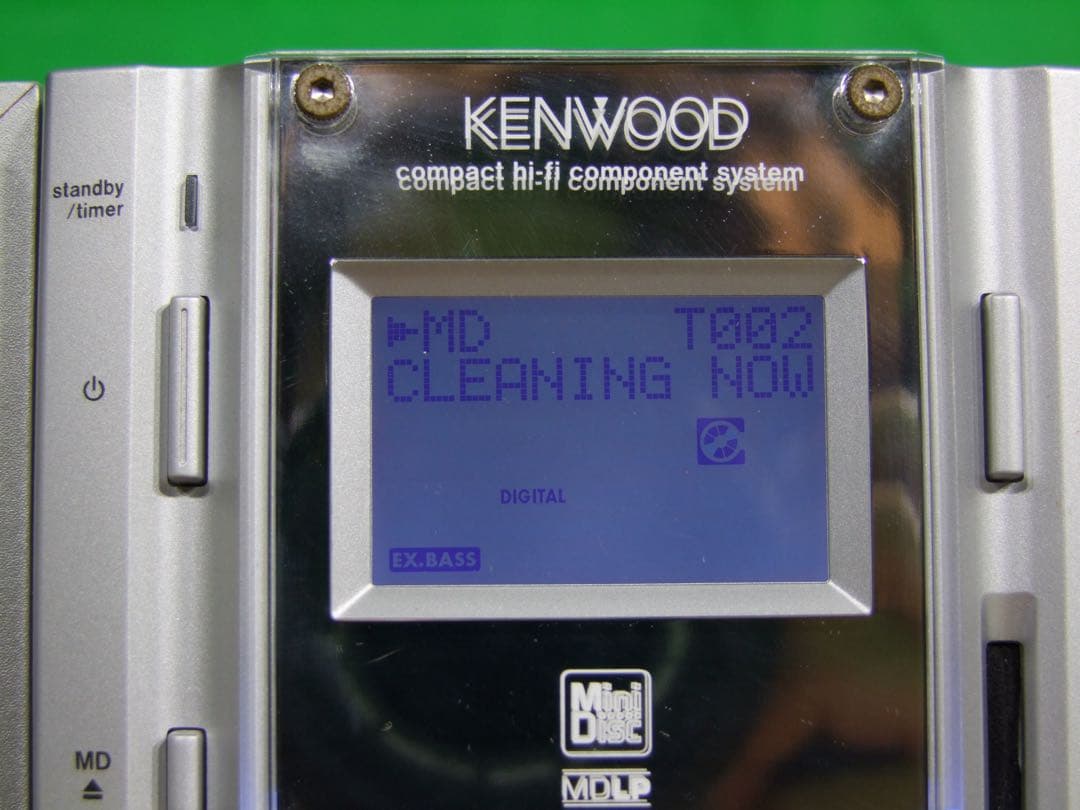 KENWOOD
compact hi-fi component system
standby
/timer
MD T002
CLEANING NOW
DIGITAL
EX.BASS
Mini
Disc
MDLP
MD